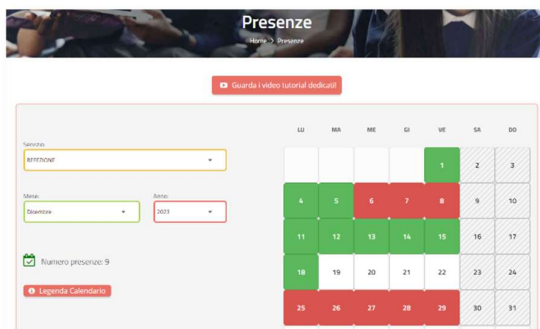 Presenze
Home > Presenze
Guarda i video tutorial dedicati!
LU MA ME GI VE SA DO
Servizio:
REFEZIONE
Mese:
Anno:
Dicembre
2023
Numero presenze: 9
Legenda Calendario
1 2 3
4 5 6 7 8 9 10
11 12 13 14 15 16 17
18 19 20 21 22 23 24
25 26 27 28 29 30 31